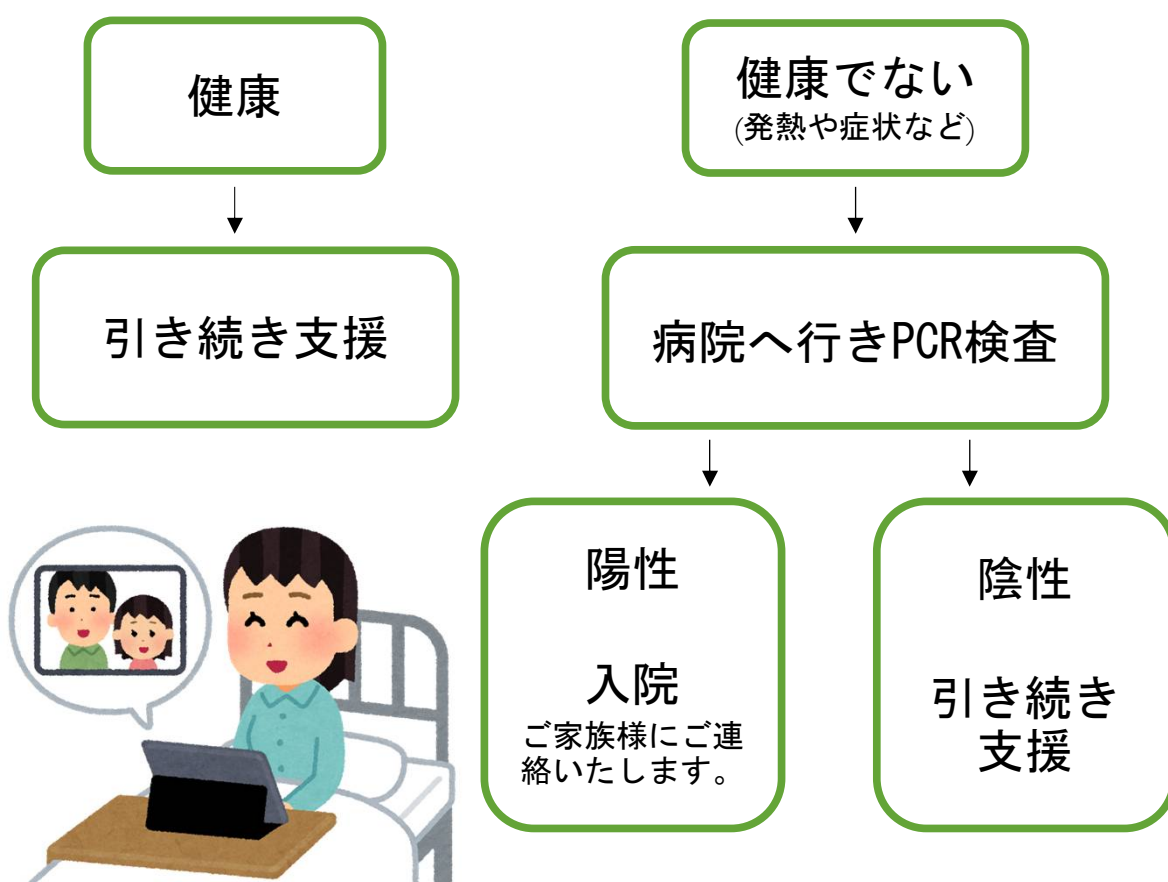 健康
健康でない
(発熱や症状など)
引き続き支援
病院へ行きPCR検査
陽性
入院
ご家族様にご連
絡いたします。
陰性
引き続き
支援